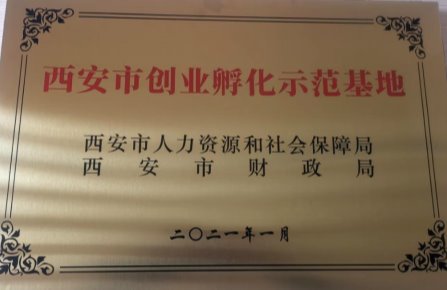 西安市创业孵化示范基地
西安市人力资源和社会保障局
西安市财政局
二〇二一年一月